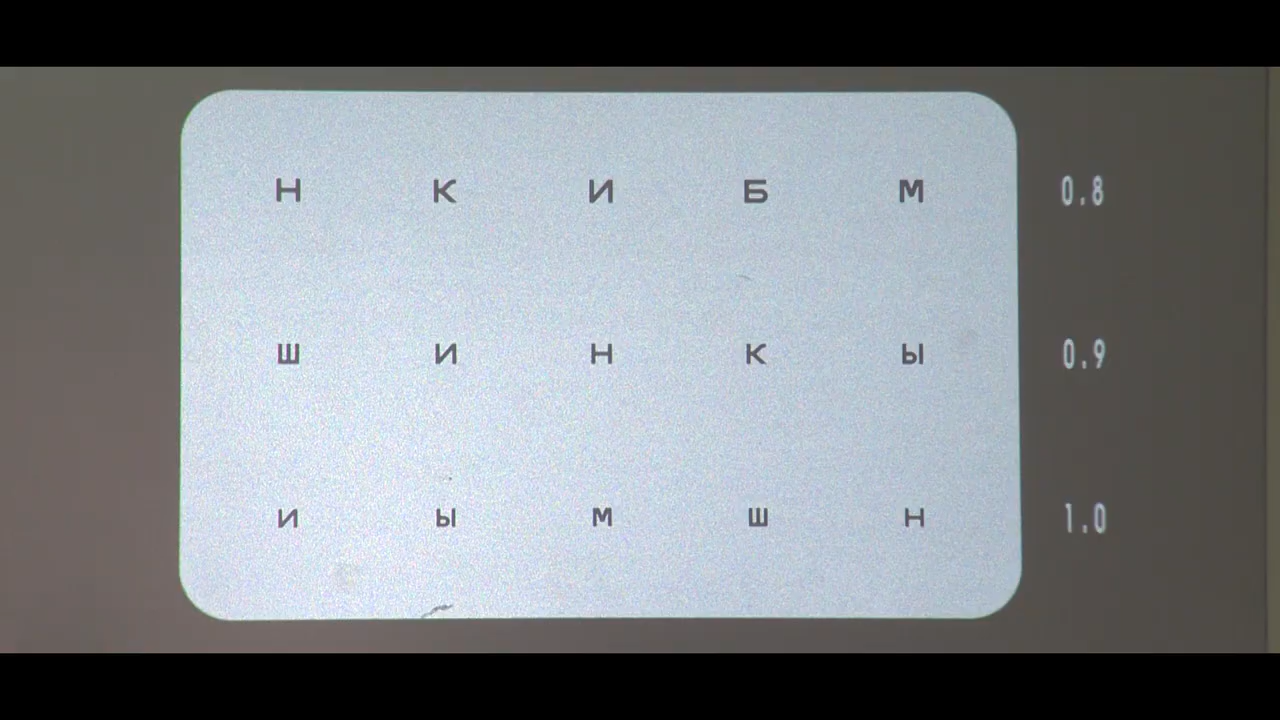 Н К И Б М 0.8
Ш И Н К Ы 0.9
И Ы М Ш Н 1.0